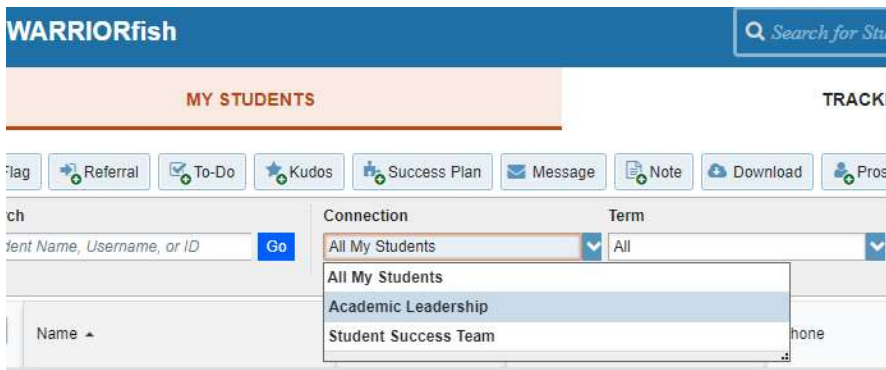 WARRIORfish
Search for Stu
MY STUDENTS
TRACKI
Flag
Referral
To-Do
Kudos
Success Plan
Message
Note
Download
Pros
rch
Connection
Term
dent Name, Username, or ID
Go
All My Students
All
All My Students
Academic Leadership
Student Success Team
Name
hone